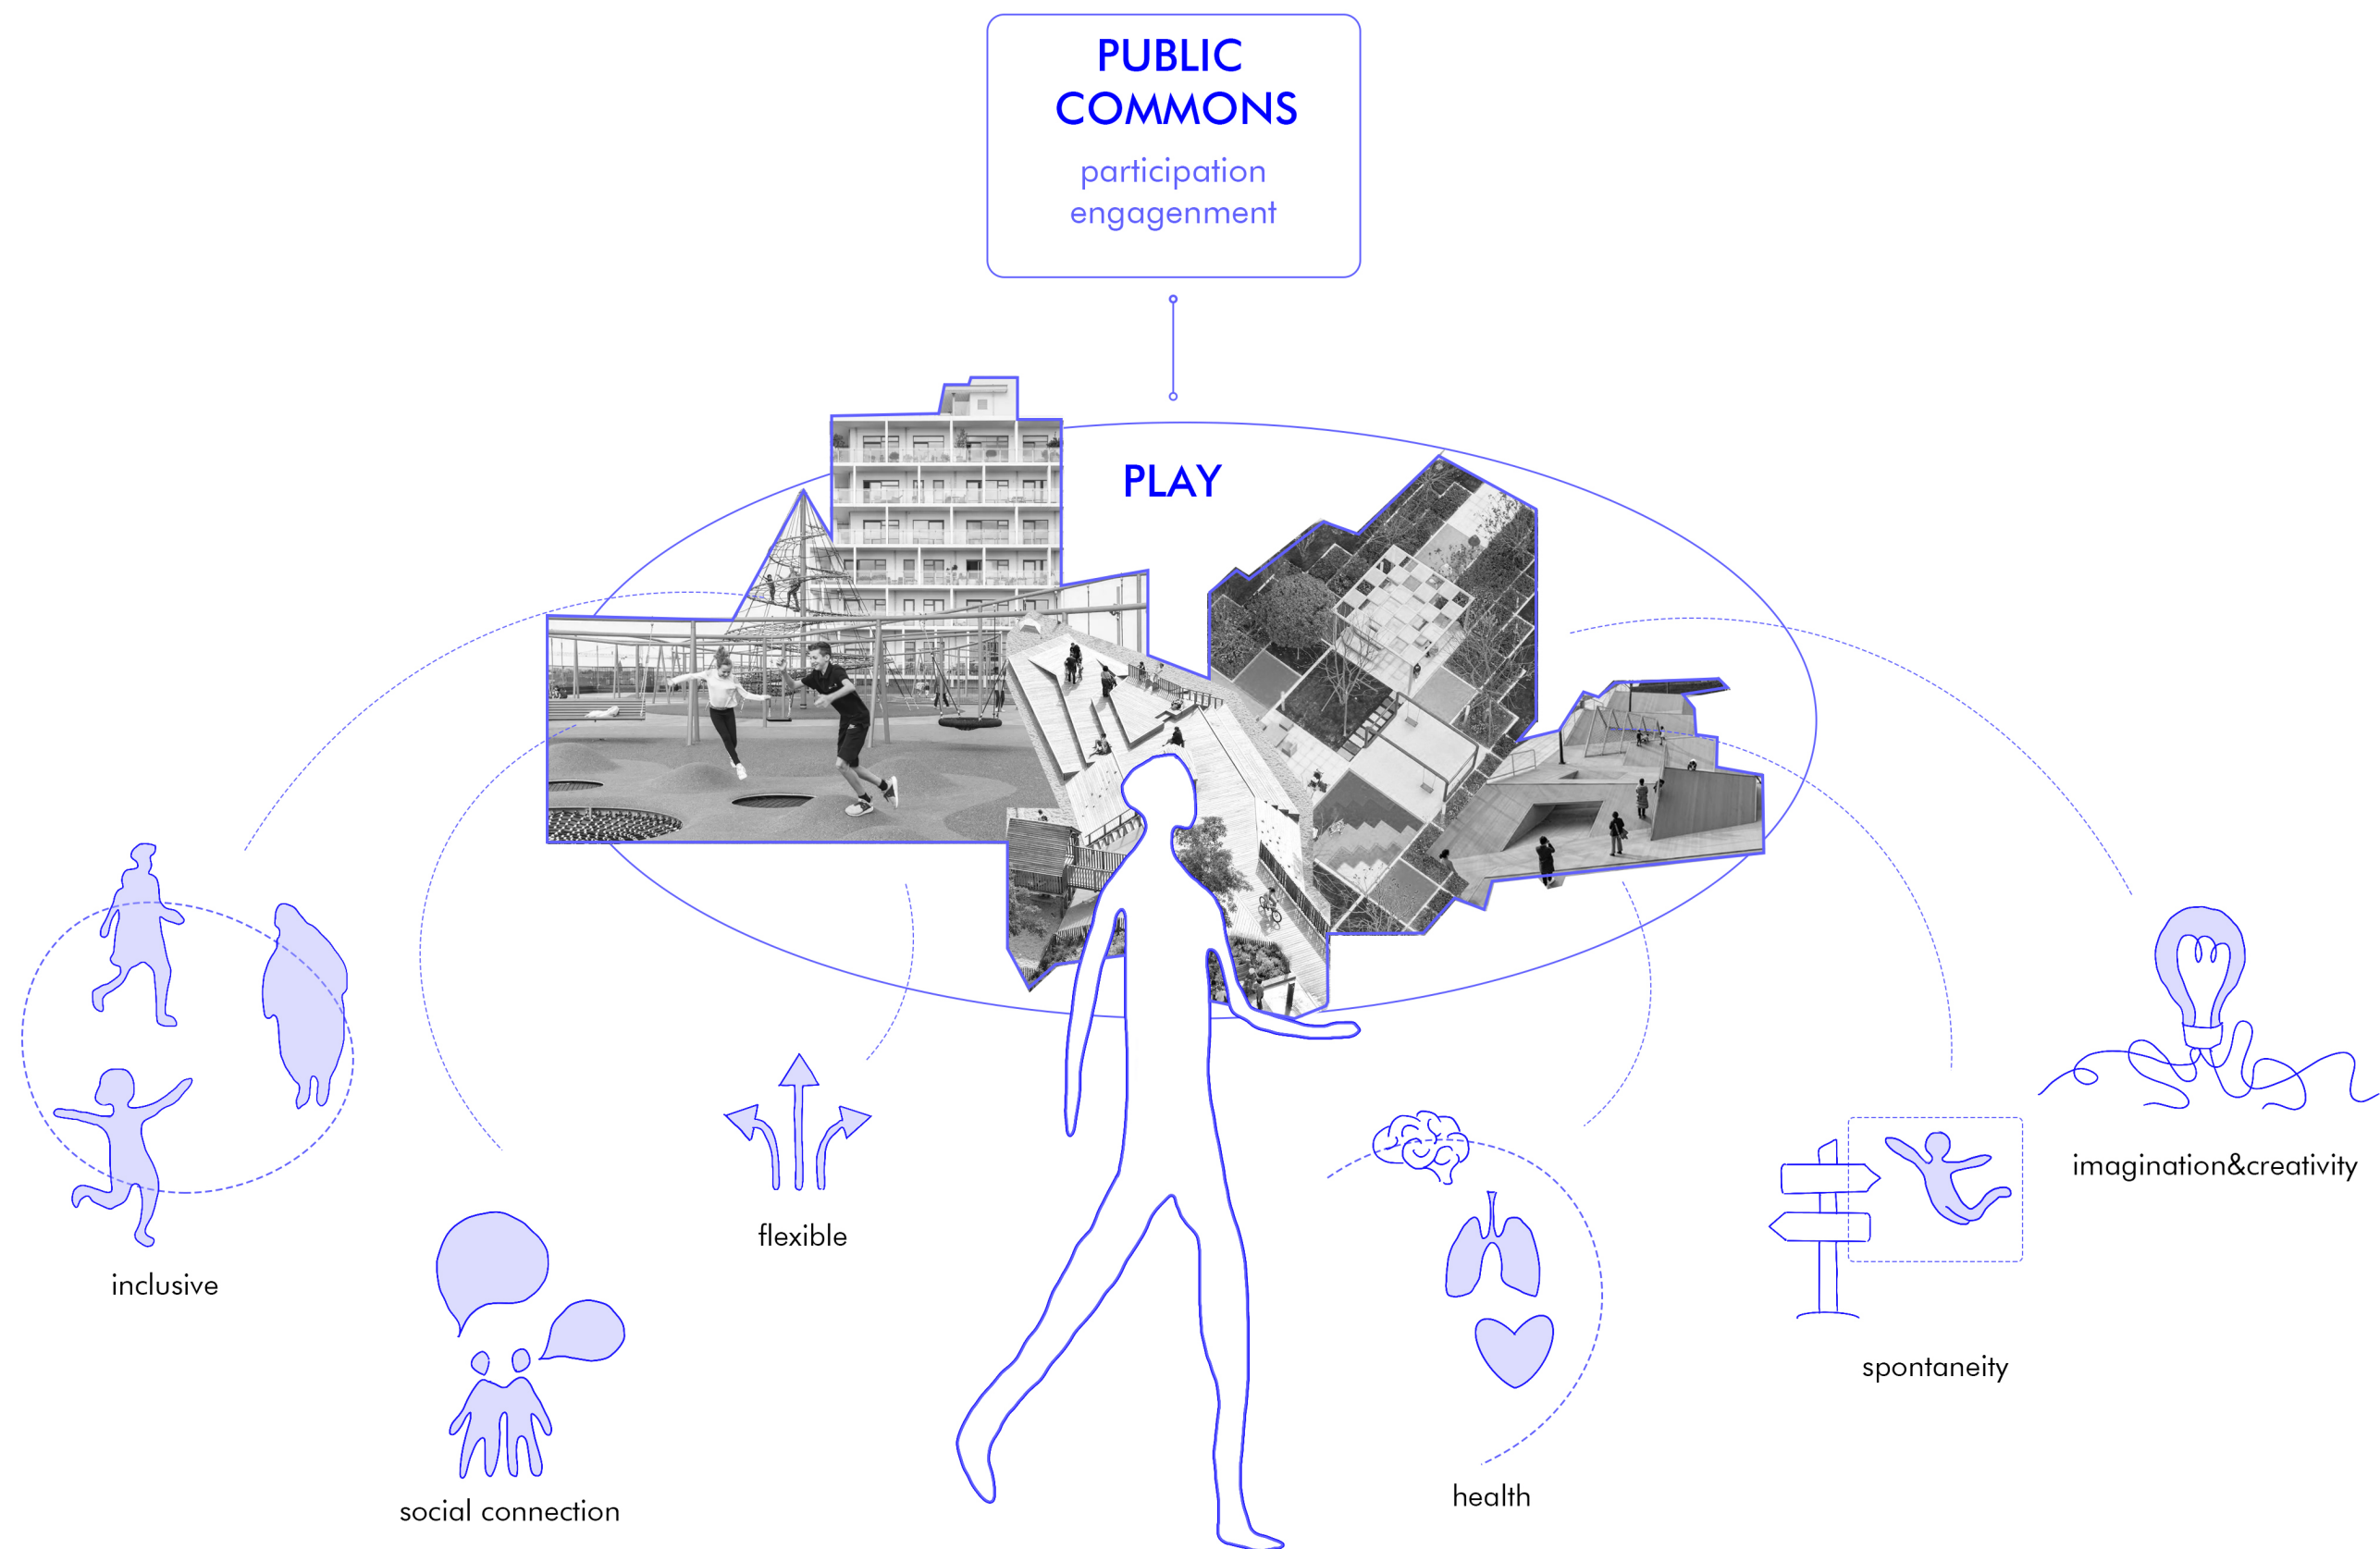 PUBLIC
COMMONS
participation
engagenment
PLAY
inclusive
social connection
flexible
health
spontaneity
imagination&creativity